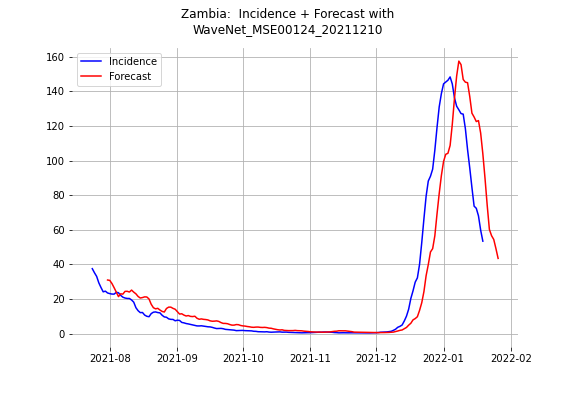 Zambia:  Incidence + Forecast with
WaveNet_MSE00124_20211210
Incidence
Forecast
160
140
120
100
80
60
40
20
0
2021-08 2021-09 2021-10 2021-11 2021-12 2022-01 2022-02